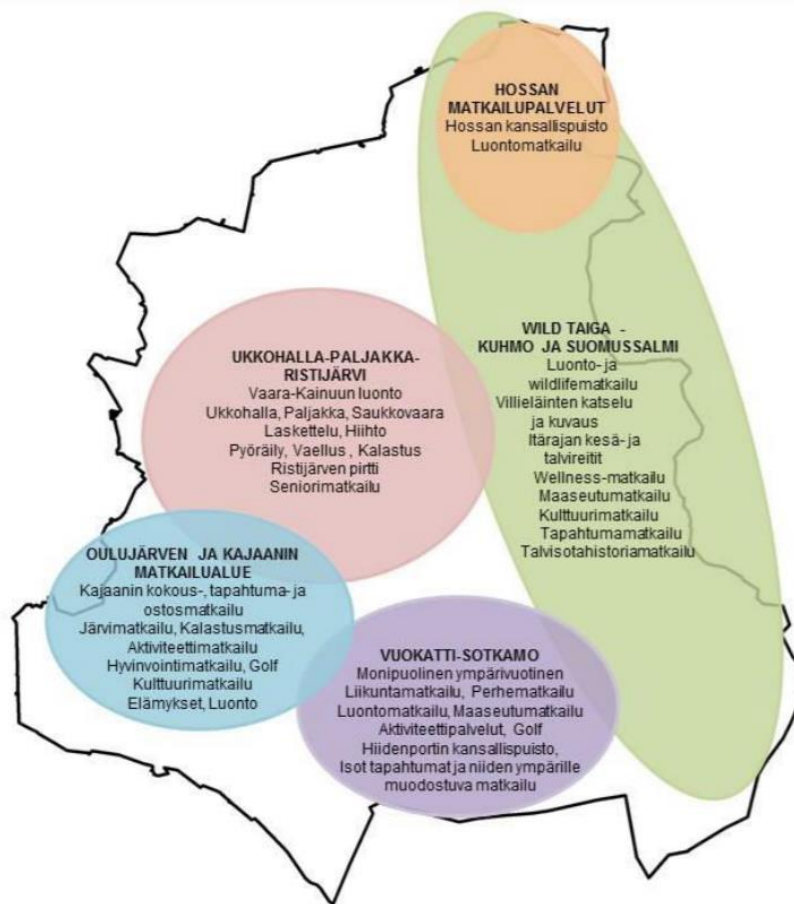 HOSSAN
MATKAILUPALVELUT
Hossan kansallispuisto
Luontomatkailu
WILD TAIGA -
KUHMO JA SUOMUSSALMI
Luonto- ja
wildlifematkailu
Villieläinten katselu
ja kuvaus
Itärajan kesä- ja
talvireitit
Wellness-matkailu
Maaseutumatkailu
Kulttuurimatkailu
Tapahtumamatkailu
Talvisotahistoriamatkailu
UKKOHALLA-PALJAKKA-
RISTIJÄRVI
Vaara-Kainuun luonto
Ukkohalla, Paljakka, Saukkovaara
Laskettelu, Hiihto
Pyöräily, Vaellus , Kalastus
Ristijärven pirtti
Seniorimatkailu
OULUJÄRVEN JA KAJAANIN
MATKAILUALUE
Kajaanin kokous-, tapahtuma- ja
ostosmatkailu
Järvimatkailu, Kalastusmatkailu,
Aktiviteettimatkailu
Hyvinvointimatkailu, Golf
Kulttuurimatkailu
Elämykset, Luonto
VUOKATTI-SOTKAMO
Monipuolinen ympärivuotinen
Liikuntamatkailu, Perhematkailu
Luontomatkailu, Maaseutumatkailu
Aktiviteettipalvelut, Golf
Hiidenportin kansallispuisto,
Isot tapahtumat ja niiden ympärille
muodostuva matkailu